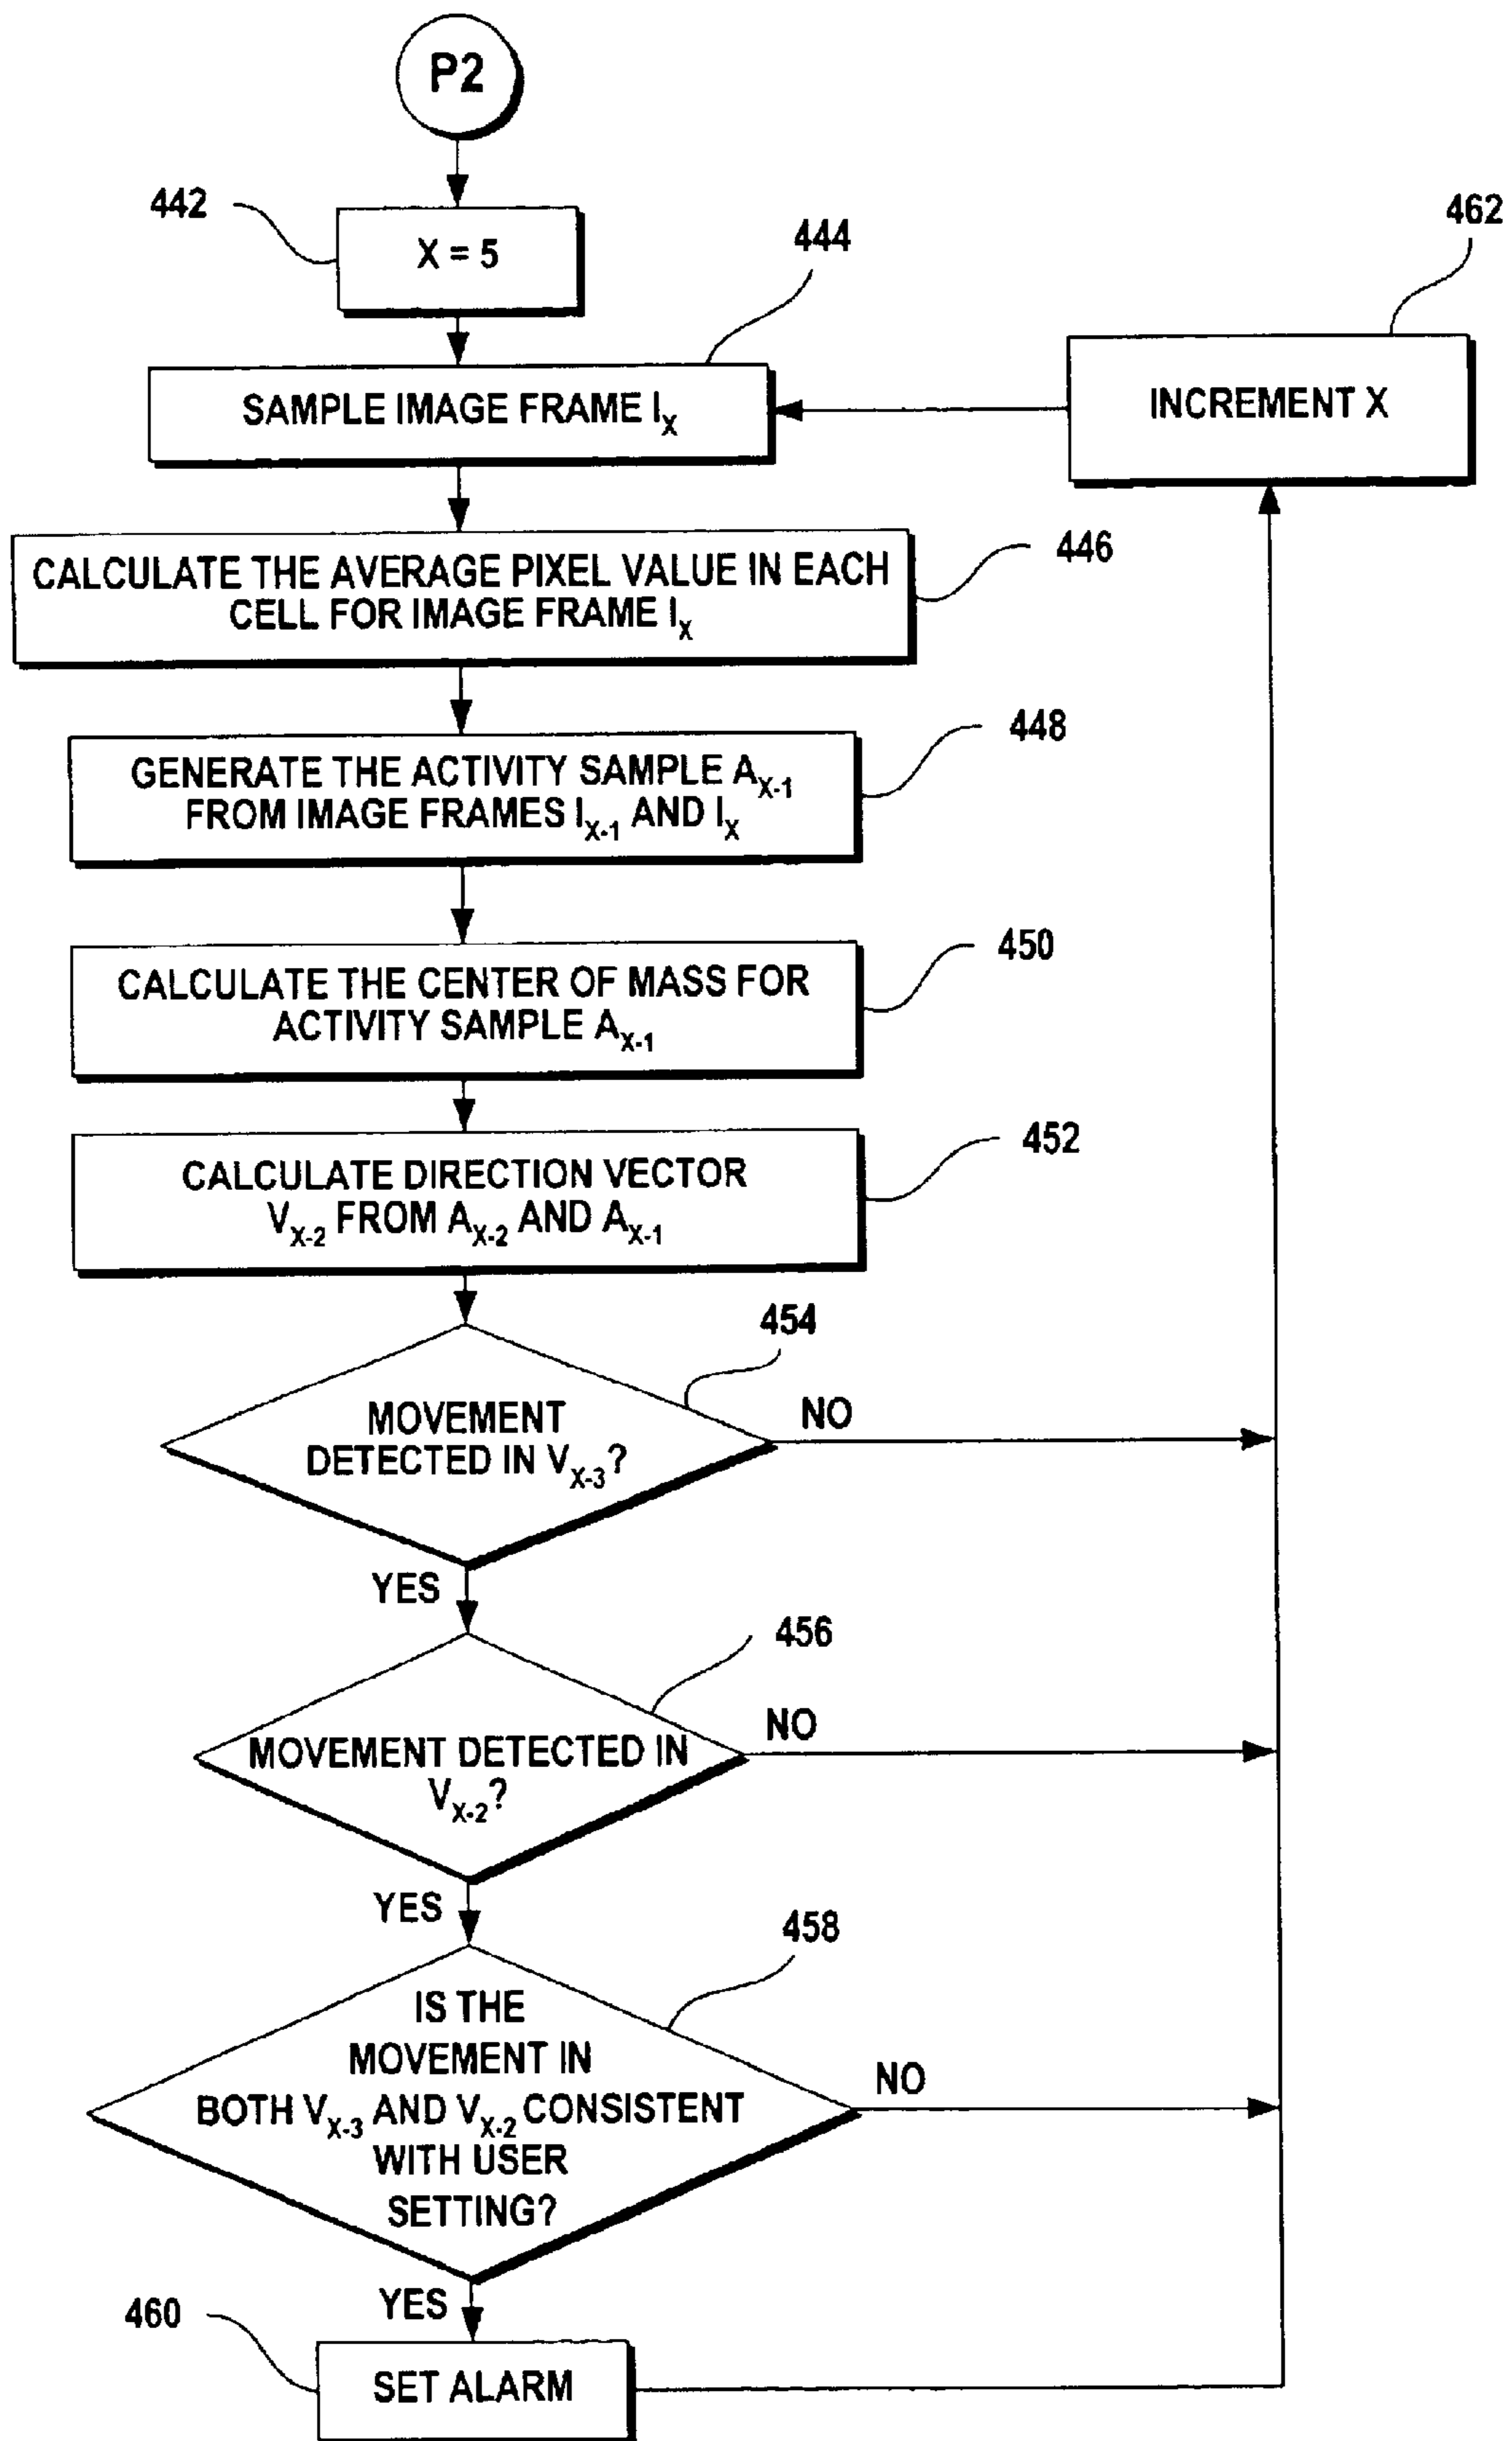 P2
442
X = 5
444
462
SAMPLE IMAGE FRAME I_X
INCREMENT X
446
CALCULATE THE AVERAGE PIXEL VALUE IN EACH
CELL FOR IMAGE FRAME I_X
448
GENERATE THE ACTIVITY SAMPLE A_X-1
FROM IMAGE FRAMES I_X-1 AND I_X
450
CALCULATE THE CENTER OF MASS FOR
ACTIVITY SAMPLE A_X-1
452
CALCULATE DIRECTION VECTOR
V_X-2 FROM A_X-2 AND A_X-1
454
MOVEMENT
DETECTED IN V_X-3?
NO
YES
456
MOVEMENT DETECTED IN
V_X-2?
NO
YES
458
IS THE
MOVEMENT IN
BOTH V_X-3 AND V_X-2 CONSISTENT
WITH USER
SETTING?
NO
YES
460
SET ALARM